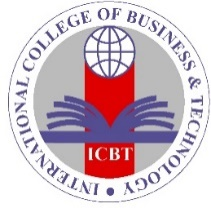 INTERNATIONAL COLLEGE OF BUSINESS & TECHNOLOGY
ICBT